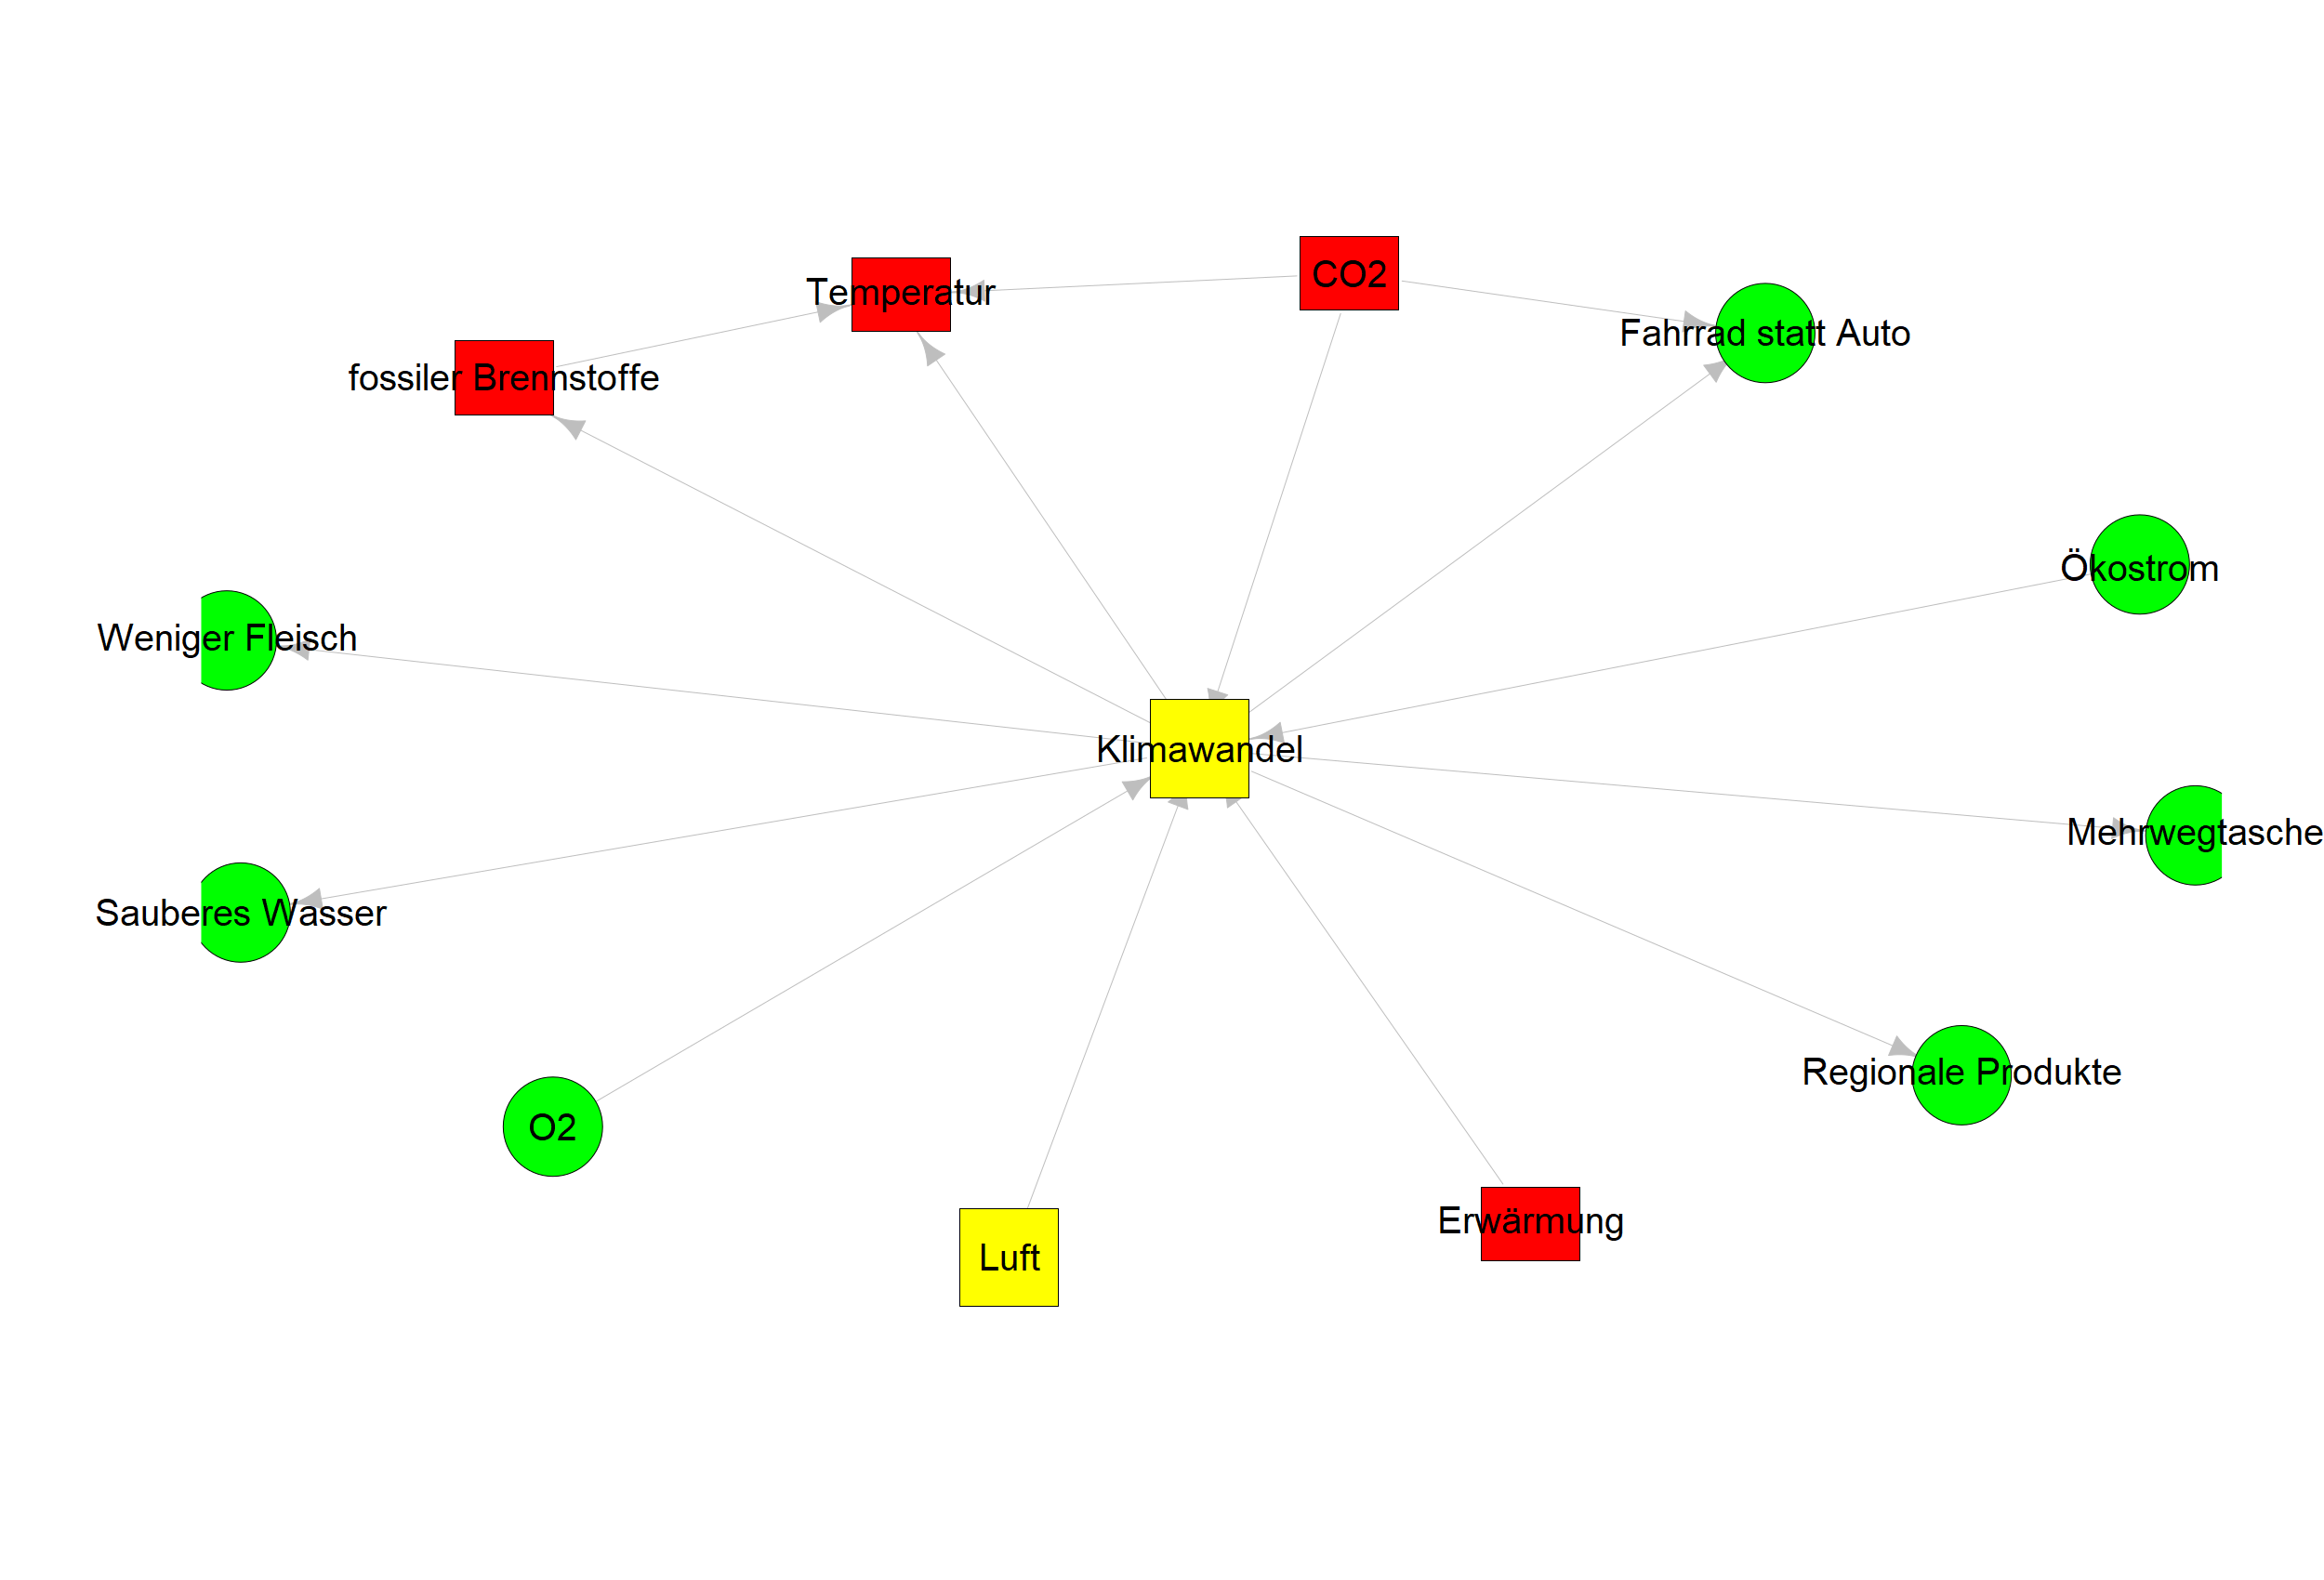 CO2
Temperatur
Fahrrad statt Auto
fossiler Brennstoffe
Ökostrom
Weniger Fleisch
Klimawandel
Mehrwegtasche
Sauberes Wasser
Regionale Produkte
O2
Erwärmung
Luft